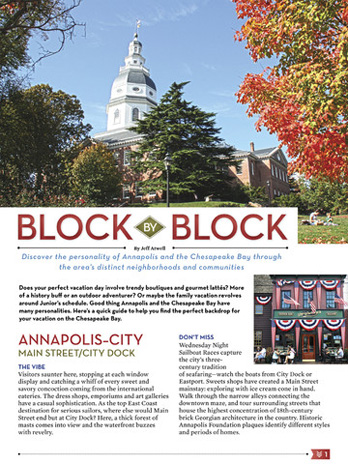 BLOCK BY BLOCK
By Jeff Atwell
Discover the personality of Annapolis and the Chesapeake Bay through
the area's distinct neighborhoods and communities
Does your perfect vacation day involve trendy boutiques and gourmet lattés? More
of a history buff or an outdoor adventurer? Or maybe the family vacation revolves
around Junior's schedule. Good thing Annapolis and the Chesapeake Bay have
many personalities. Here's a quick guide to help you find the perfect backdrop for
your vacation on the Chesapeake Bay.
ANNAPOLIS–CITY
MAIN STREET/CITY DOCK
THE VIBE
Visitors saunter here, stopping at each window
display and catching a whiff of every sweet and
savory concoction coming from the international
eateries. The dress shops, emporiums and art galleries
have a casual sophistication. As the top East Coast
destination for serious sailors, where else would Main
Street end but at City Dock? Here, a thick forest of
masts comes into view and the waterfront buzzes
with revelry.
DON'T MISS
Wednesday Night
Sailboat Races capture
the city's three-
century tradition
of seafaring—watch the boats from City Dock or
Eastport. Sweets shops have created a Main Street
mainstay: exploring with ice cream cone in hand.
Walk through the narrow alleys connecting the
downtown maze, and tour surrounding streets that
house the highest concentration of 18th-century
brick Georgian architecture in the country. Historic
Annapolis Foundation plaques identify different styles
and periods of homes.
1